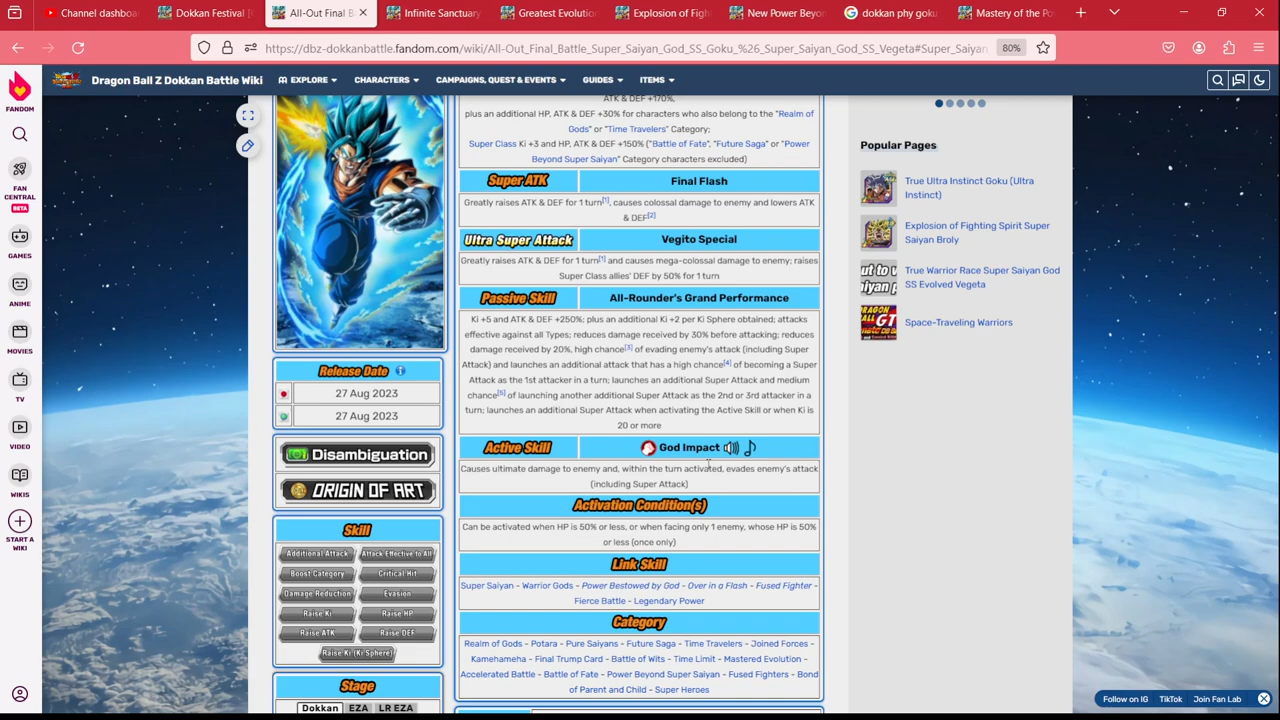 Channel dashboard
Dokkan Festival [
All-Out Final B
Infinite Sanctuary
Greatest Evolutio
Explosion of Figh
New Power Beyo
dokkan phy goku
Mastery of the Po
https://dbz-dokkanbattle.fandom.com/wiki/All-Out_Final_Battle_Super_Saiyan_God_SS_Goku_%26_Super_Saiyan_God_SS_Vegeta#Super_Saiyan_
80%
Dragon Ball Z Dokkan Battle Wiki
EXPLORE
CHARACTERS
CAMPAIGNS, QUEST & EVENTS
GUIDES
ITEMS
FANDOM
FAN CENTRAL
BETA
GAMES
ANIME
MOVIES
TV
VIDEO
WIKIS
START A WIKI
ATK & DEF +170%,
plus an additional HP, ATK & DEF +30% for characters who also belong to the "Realm of
Gods" or "Time Travelers" Category;
Super Class Ki +3 and HP, ATK & DEF +150% ("Battle of Fate", "Future Saga" or "Power
Beyond Super Saiyan" Category characters excluded)
Super ATK
Final Flash
Greatly raises ATK & DEF for 1 turn[1], causes colossal damage to enemy and lowers ATK
& DEF[2]
Ultra Super Attack
Vegito Special
Greatly raises ATK & DEF for 1 turn[1] and causes mega-colossal damage to enemy; raises
Super Class allies' DEF by 50% for 1 turn
Passive Skill
All-Rounder's Grand Performance
Ki +5 and ATK & DEF +250%; plus an additional Ki +2 per Ki Sphere obtained; attacks
effective against all Types; reduces damage received by 30% before attacking; reduces
damage received by 20%, high chance[3] of evading enemy's attack (including Super
Attack) and launches an additional attack that has a high chance[4] of becoming a Super
Attack as the 1st attacker in a turn; launches an additional Super Attack and medium
chance[5] of launching another additional Super Attack as the 2nd or 3rd attacker in a
turn; launches an additional Super Attack when activating the Active Skill or when Ki is
20 or more
Active Skill
God Impact
Causes ultimate damage to enemy and, within the turn activated, evades enemy's attack
(including Super Attack)
Activation Condition(s)
Can be activated when HP is 50% or less, or when facing only 1 enemy, whose HP is 50%
or less (once only)
Link Skill
Super Saiyan - Warrior Gods - Power Bestowed by God - Over in a Flash - Fused Fighter -
Fierce Battle - Legendary Power
Category
Realm of Gods - Potara - Pure Saiyans - Future Saga - Time Travelers - Joined Forces -
Kamehameha - Final Trump Card - Battle of Wits - Time Limit - Mastered Evolution -
Accelerated Battle - Battle of Fate - Power Beyond Super Saiyan - Fused Fighters - Bond
of Parent and Child - Super Heroes
Release Date
27 Aug 2023
27 Aug 2023
Disambiguation
ORIGIN OF ART
Skill
Additional Attack
Attack Effective to All
Boost Category
Critical Hit
Damage Reduction
Evasion
Raise Ki
Raise HP
Raise ATK
Raise DEF
Raise Ki (Ki Sphere)
Stage
Dokkan
EZA
LR EZA
Popular Pages
True Ultra Instinct Goku (Ultra
Instinct)
Explosion of Fighting Spirit Super
Saiyan Broly
True Warrior Race Super Saiyan God
SS Evolved Vegeta
Space-Traveling Warriors
Follow on IG
TikTok
Join Fan Lab